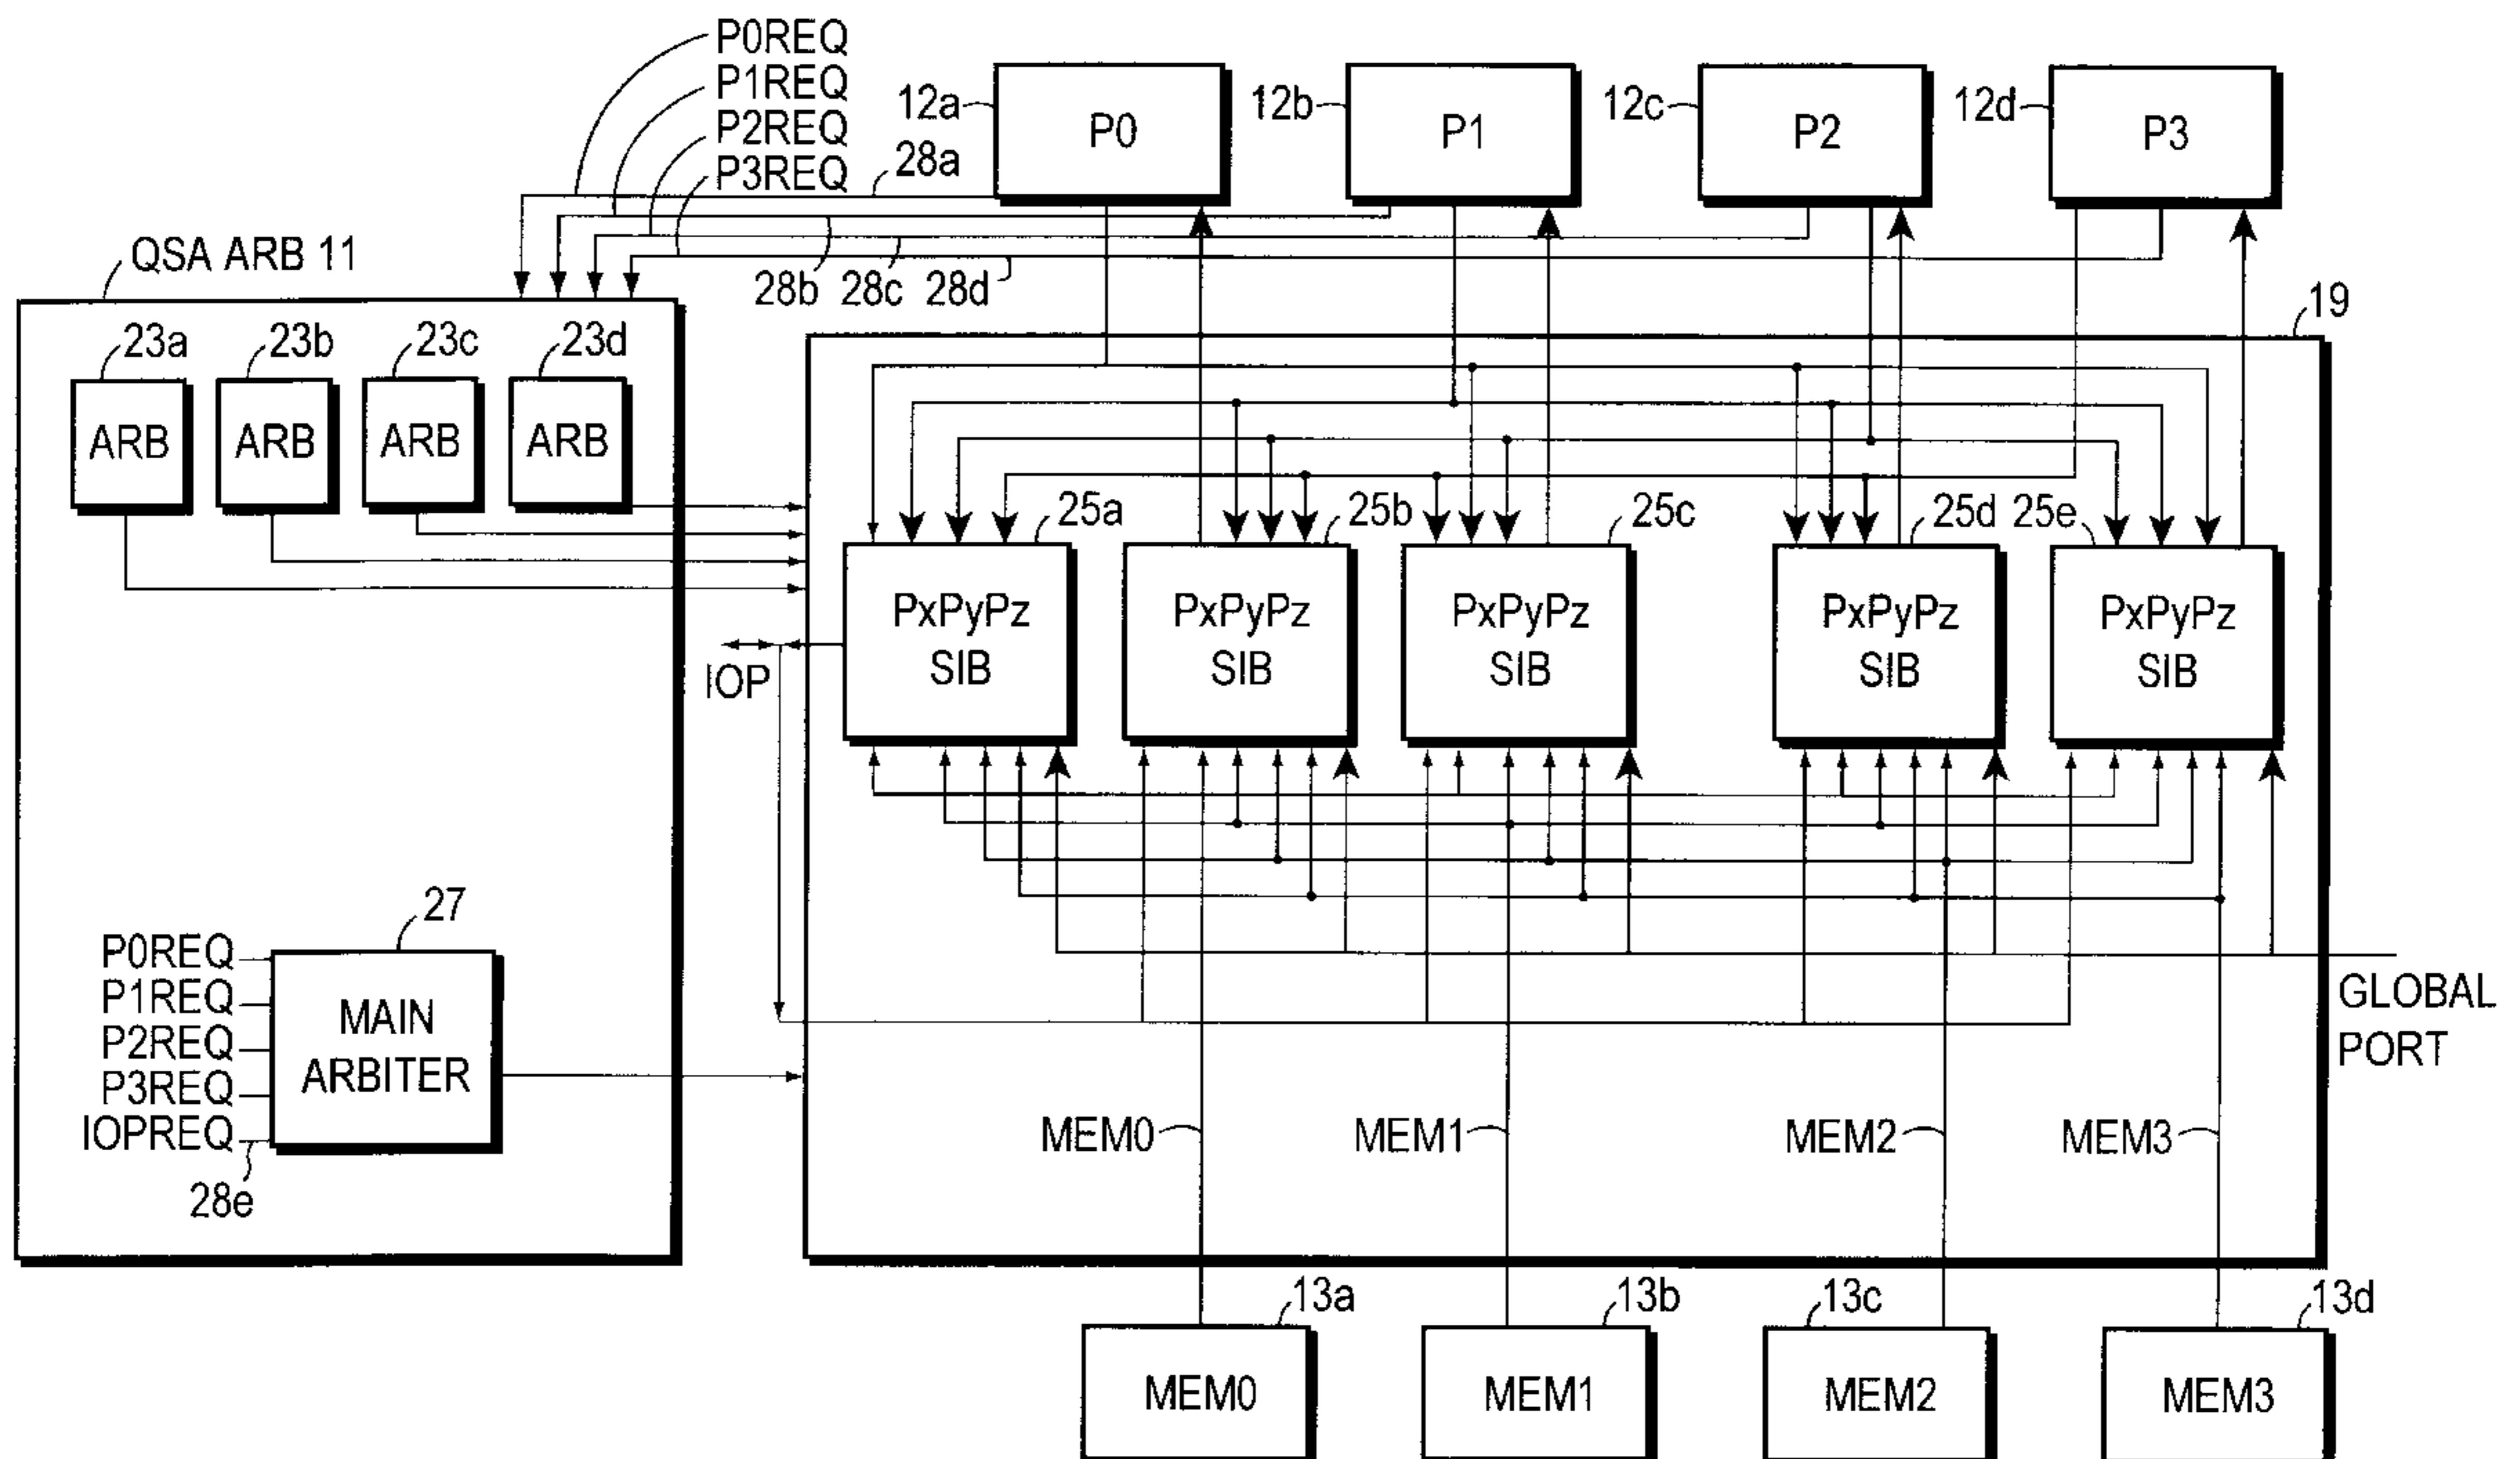 P0REQ
P1REQ
P2REQ
P3REQ
28a
12a
P0
12b
P1
12c
P2
12d
P3
QSA ARB 11
28b
28c
28d
19
23a
23b
23c
23d
ARB
ARB
ARB
ARB
25a
25b
25c
25d
25e
PxPyPz
SIB
PxPyPz
SIB
PxPyPz
SIB
PxPyPz
SIB
PxPyPz
SIB
IOP
27
P0REQ
P1REQ
P2REQ
P3REQ
IOPREQ
28e
MAIN
ARBITER
GLOBAL
PORT
MEM0
MEM1
MEM2
MEM3
13a
13b
13c
13d
MEM0
MEM1
MEM2
MEM3